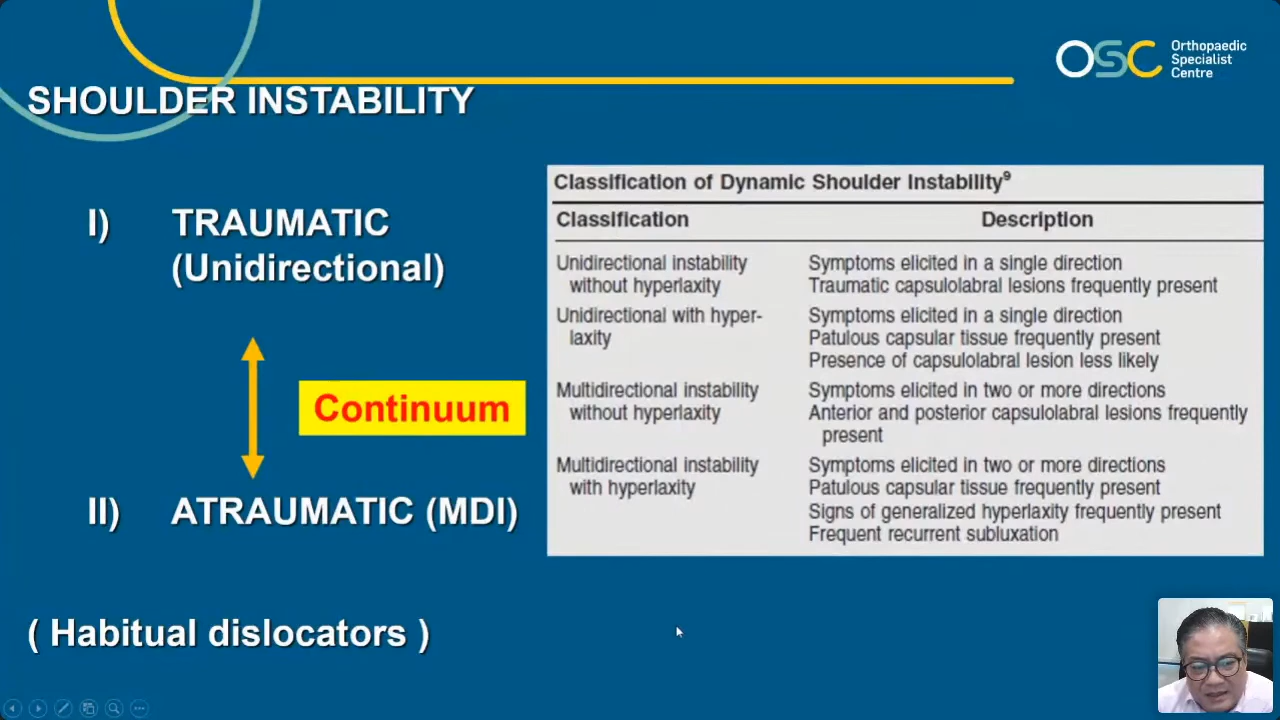 OSC Orthopaedic
Specialist
Centre
SHOULDER INSTABILITY
I) TRAUMATIC
(Unidirectional)
Continuum
II) ATRAUMATIC (MDI)
( Habitual dislocators )
Classification of Dynamic Shoulder Instability⁹
Classification Description
Unidirectional instability Symptoms elicited in a single direction
without hyperlaxity Traumatic capsulolabral lesions frequently present
Unidirectional with hyper- Symptoms elicited in a single direction
laxity Patulous capsular tissue frequently present
Presence of capsulolabral lesion less likely
Multidirectional instability Symptoms elicited in two or more directions
without hyperlaxity Anterior and posterior capsulolabral lesions frequently
present
Multidirectional instability Symptoms elicited in two or more directions
with hyperlaxity Patulous capsular tissue frequently present
Signs of generalized hyperlaxity frequently present
Frequent recurrent subluxation